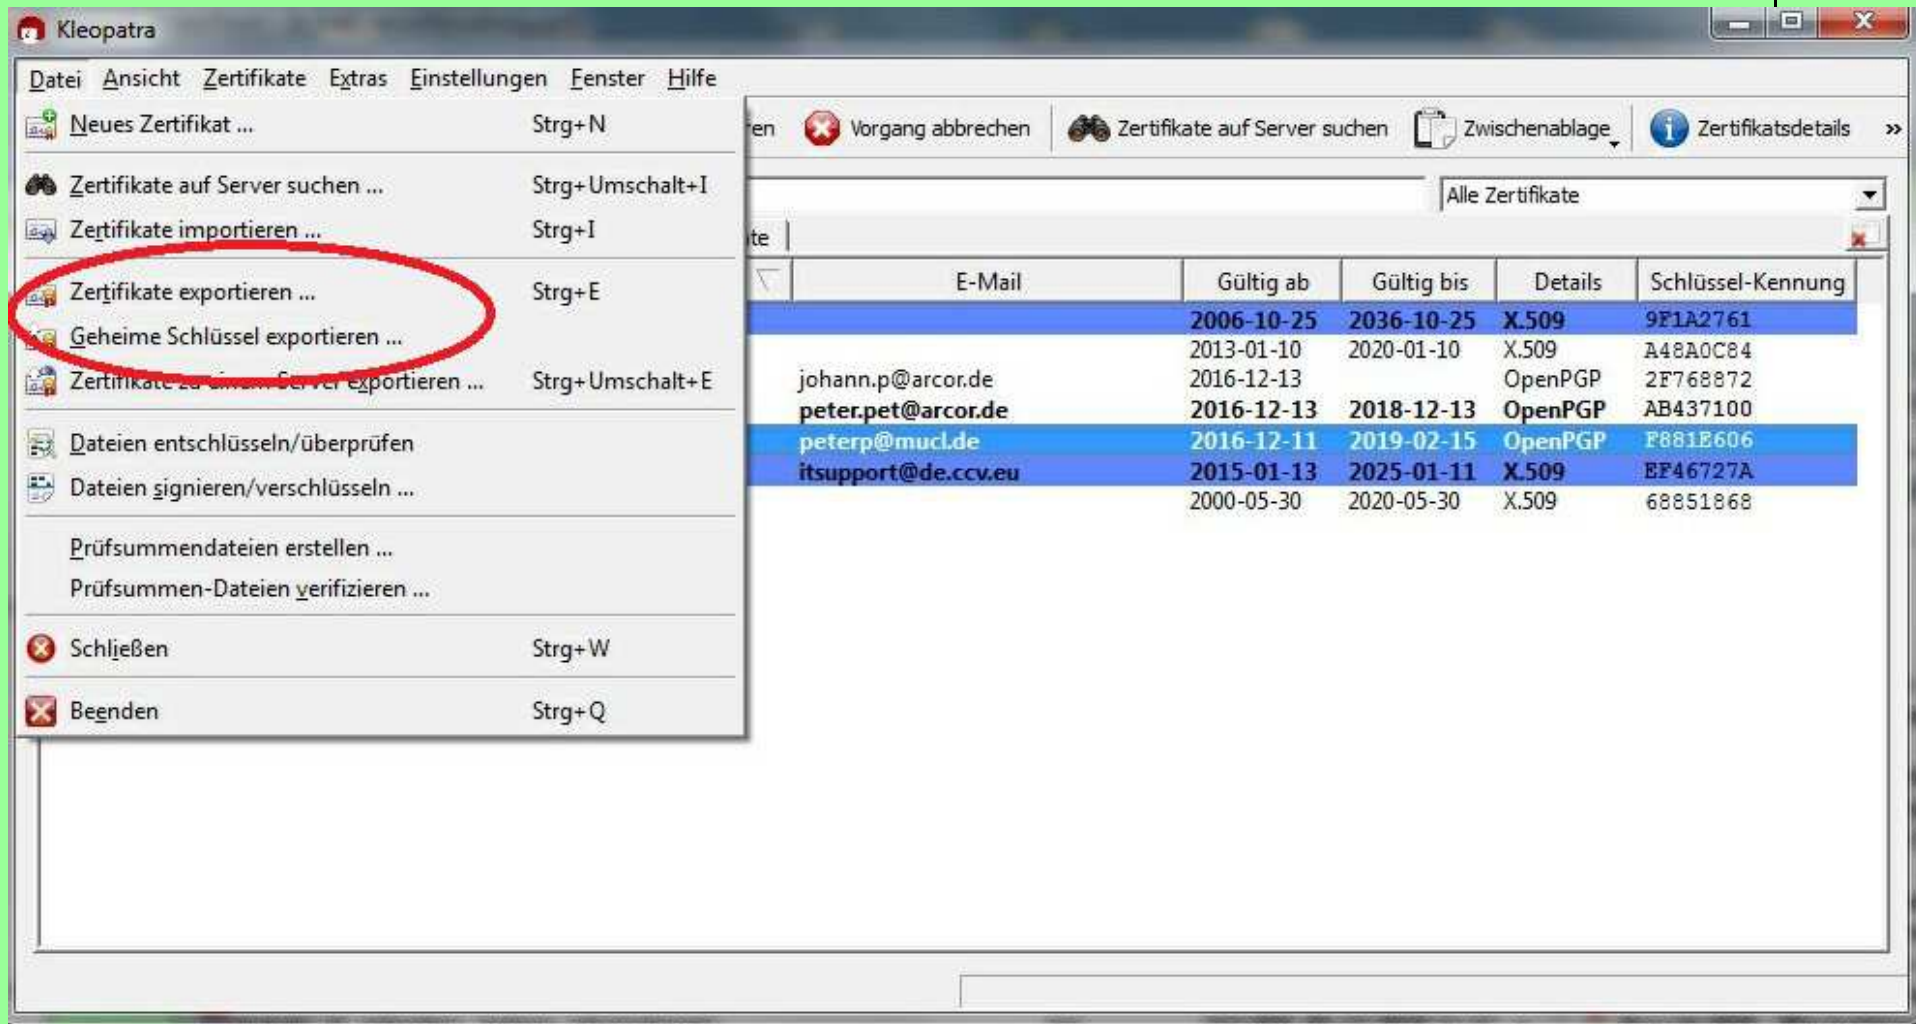 Kleopatra
Datei Ansicht Zertifikate Extras Einstellungen Fenster Hilfe
Neues Zertifikat ... Strg+N
Vorgang abbrechen Zertifikate auf Server suchen Zwischenablage Zertifikatsdetails »
Zertifikate auf Server suchen ... Strg+Umschalt+I
Alle Zertifikate
Zertifikate importieren ... Strg+I
Zertifikate exportieren ... Strg+E
E-Mail Gültig ab Gültig bis Details Schlüssel-Kennung
2006-10-25 2036-10-25 X.509 9F1A2761
Geheime Schlüssel exportieren ...
2013-01-10 2020-01-10 X.509 A48A0C84
Zertifikate zu einem Server exportieren ... Strg+Umschalt+E
johann.p@arcor.de 2016-12-13 OpenPGP 2F768872
peter.pet@arcor.de 2016-12-13 2018-12-13 OpenPGP AB437100
Dateien entschlüsseln/überprüfen
peterp@mucl.de 2016-12-11 2019-02-15 OpenPGP F881E606
itsupport@de.ccv.eu 2015-01-13 2025-01-11 X.509 EF46727A
Dateien signieren/verschlüsseln ...
2000-05-30 2020-05-30 X.509 68851868
Prüfsummendateien erstellen ...
Prüfsummen-Dateien verifizieren ...
Schließen Strg+W
Beenden Strg+Q